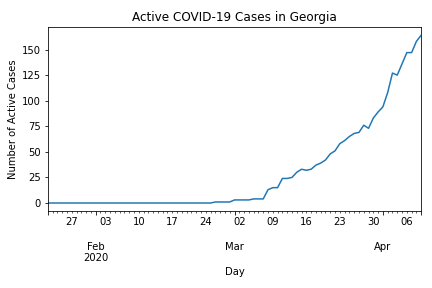 Active COVID-19 Cases in Georgia
Number of Active Cases
150
125
100
75
50
25
0
27 03 10 17 24 02 09 16 23 30 06
Feb Mar Apr
2020
Day